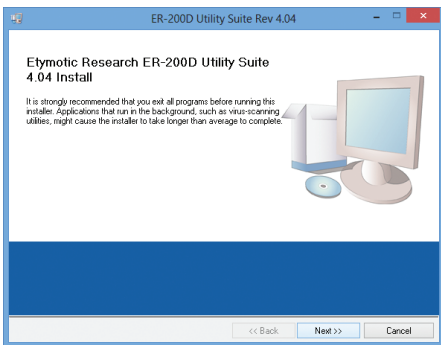 ER-200D Utility Suite Rev 4.04
Etymotic Research ER-200D Utility Suite
4.04 Install
It is strongly recommended that you exit all programs before running this
installer. Applications that run in the background, such as virus-scanning
utilities, might cause the installer to take longer than average to complete.
<< Back
Next >>
Cancel